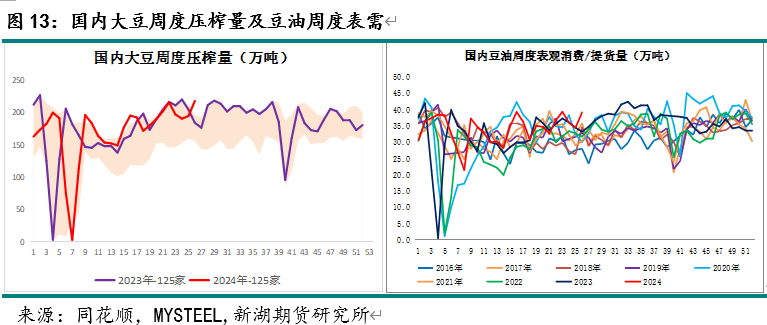 图 13：国内大豆周度压榨量及豆油周度表需
国内大豆周度压榨量（万吨）
250
200
150
100
50
0
1 3 5 7 9 11 13 15 17 19 21 23 25 27 29 31 33 35 37 39 41 43 45 47 49 51 53
2023年-125家 2024年-125家
国内豆油周度表观消费/提货量（万吨）
50.0
45.0
40.0
35.0
30.0
25.0
20.0
15.0
10.0
5.0
0.0
1 3 5 7 9 11 13 15 17 19 21 23 25 27 29 31 33 35 37 39 41 43 45 47 49 51
2016年 2017年 2018年 2019年 2020年
2021年 2022 2023 2024
来源：同花顺，MYSTEEL,新湖期货研究所